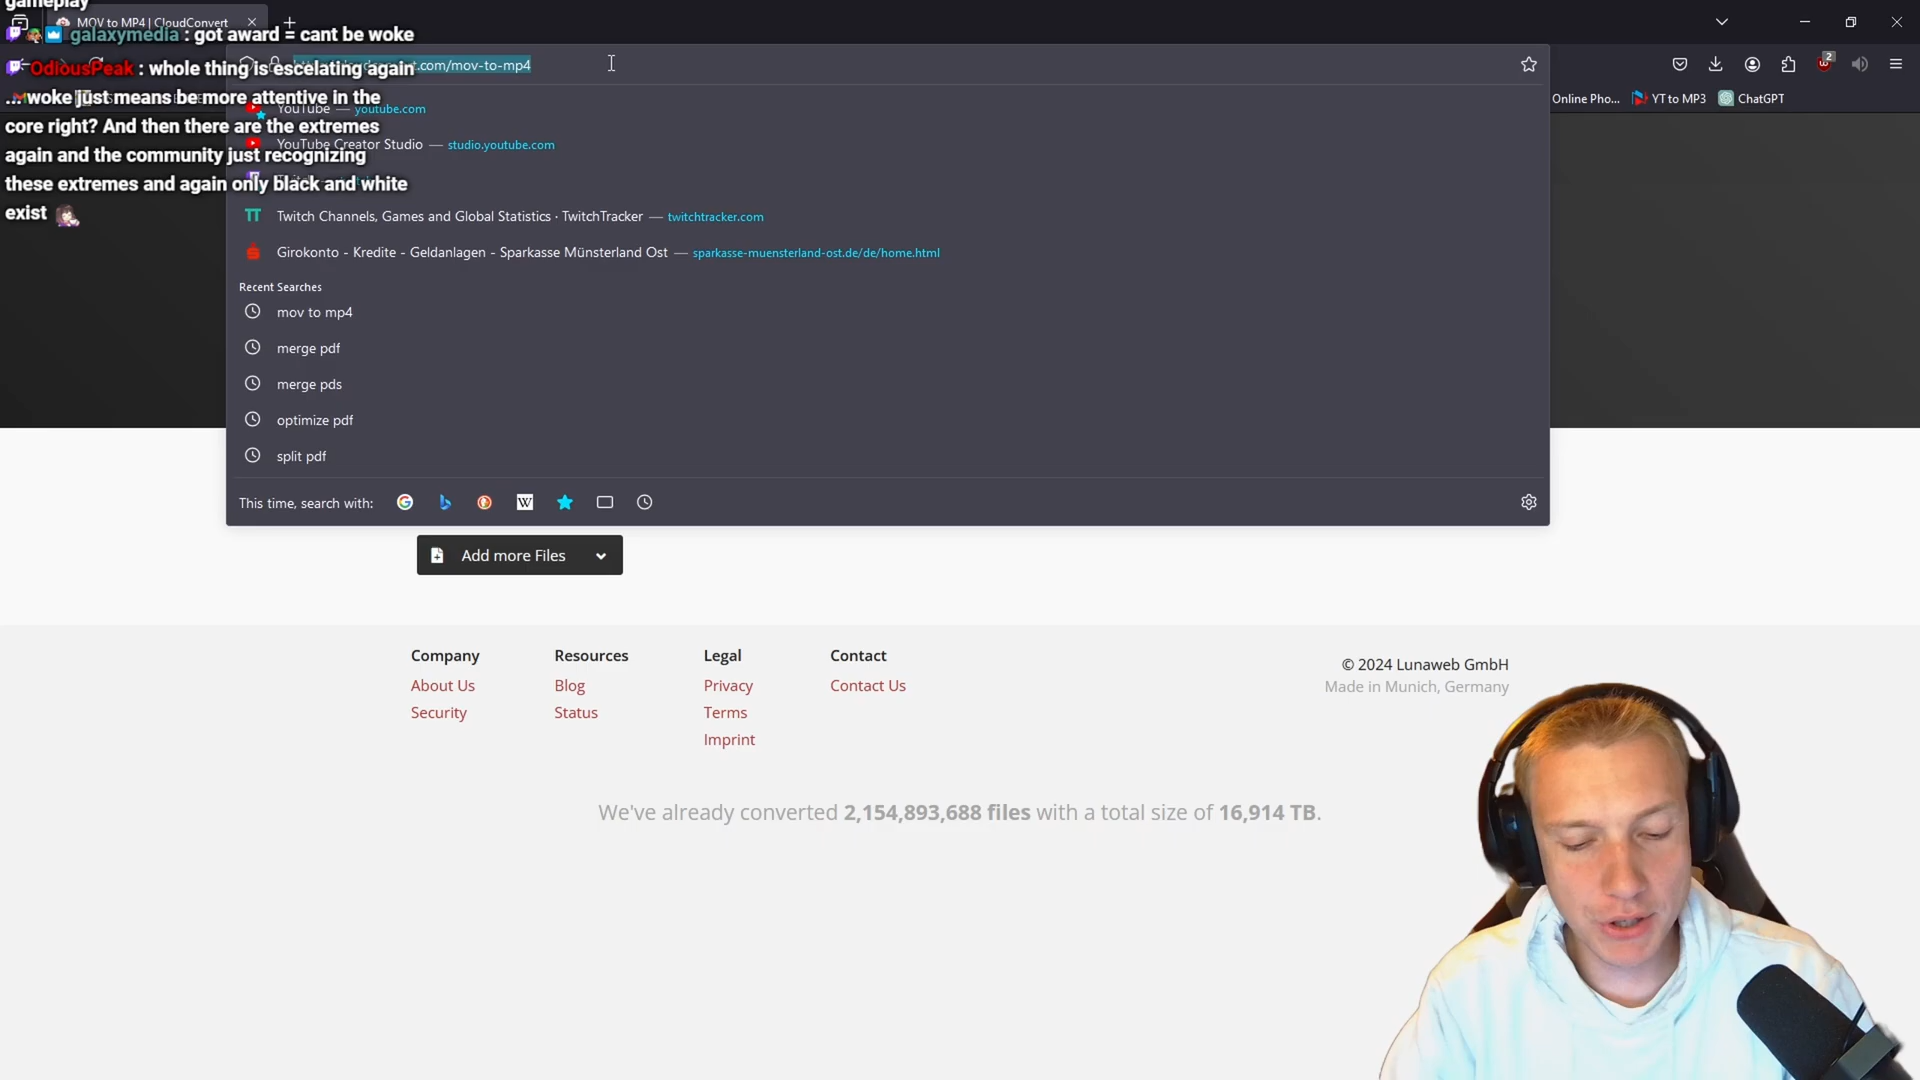 gameplay
MOV to MP4 | CloudConvert
galaxymedia : got award = cant be woke
OdiousPeak : whole thing is escelating again
... woke just means be more attentive in the
core right? And then there are the extremes
again and the community just recognizing
these extremes and again only black and white
exist
.com/mov-to-mp4
2
Online Pho...
YT to MP3
ChatGPT
YouTube — youtube.com
YouTube Creator Studio — studio.youtube.com
Twitch Channels, Games and Global Statistics · TwitchTracker — twitchtracker.com
Girokonto - Kredite - Geldanlagen - Sparkasse Münsterland Ost — sparkasse-muensterland-ost.de/de/home.html
Recent Searches
mov to mp4
merge pdf
merge pds
optimize pdf
split pdf
This time, search with:
Add more Files
Company
About Us
Security
Resources
Blog
Status
Legal
Privacy
Terms
Imprint
Contact
Contact Us
© 2024 Lunaweb GmbH
Made in Munich, Germany
We've already converted 2,154,893,688 files with a total size of 16,914 TB.